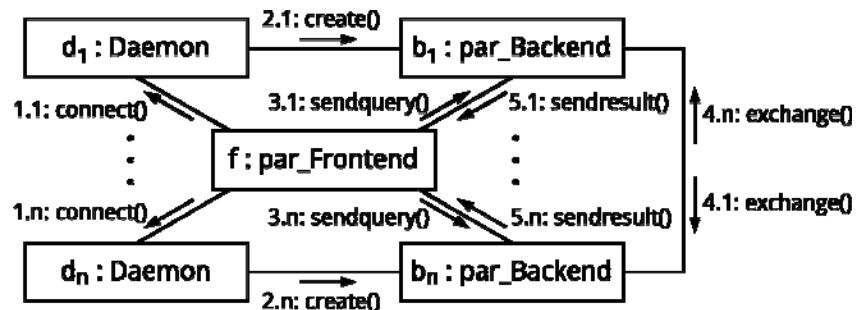 2.1: create()
d₁ : Daemon
b₁ : par_Backend
1.1: connect()
3.1: sendquery()
5.1: sendresult()
4.n: exchange()
f : par_Frontend
1.n: connect()
3.n: sendquery()
5.n: sendresult()
4.1: exchange()
dₙ : Daemon
bₙ : par_Backend
2.n: create()